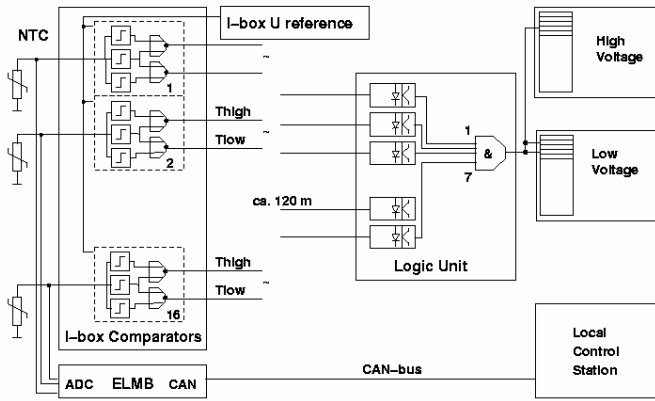 NTC
I-box U reference
1
Thigh
Tlow
2
~
~
ca. 120 m
1
&
7
Logic Unit
High
Voltage
Low
Voltage
Thigh
Tlow
16
~
~
I-box Comparators
ADC ELMB CAN
CAN-bus
Local
Control
Station